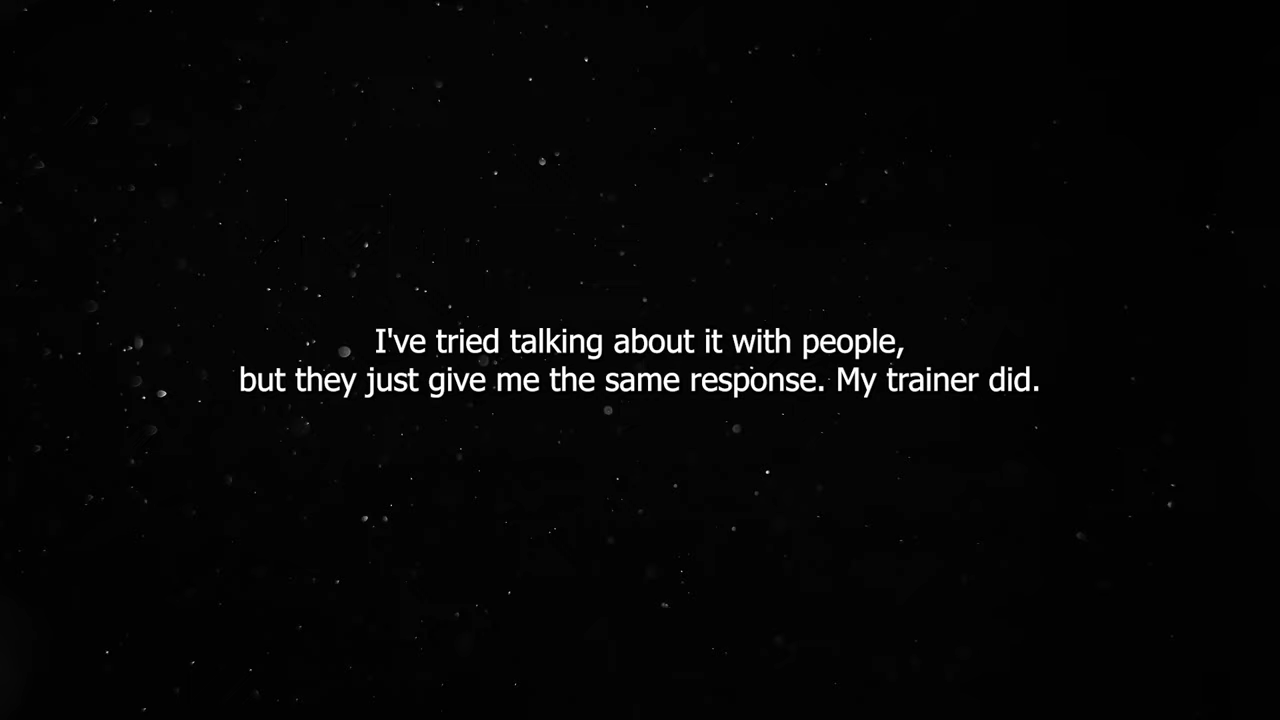 I've tried talking about it with people,
but they just give me the same response. My trainer did.